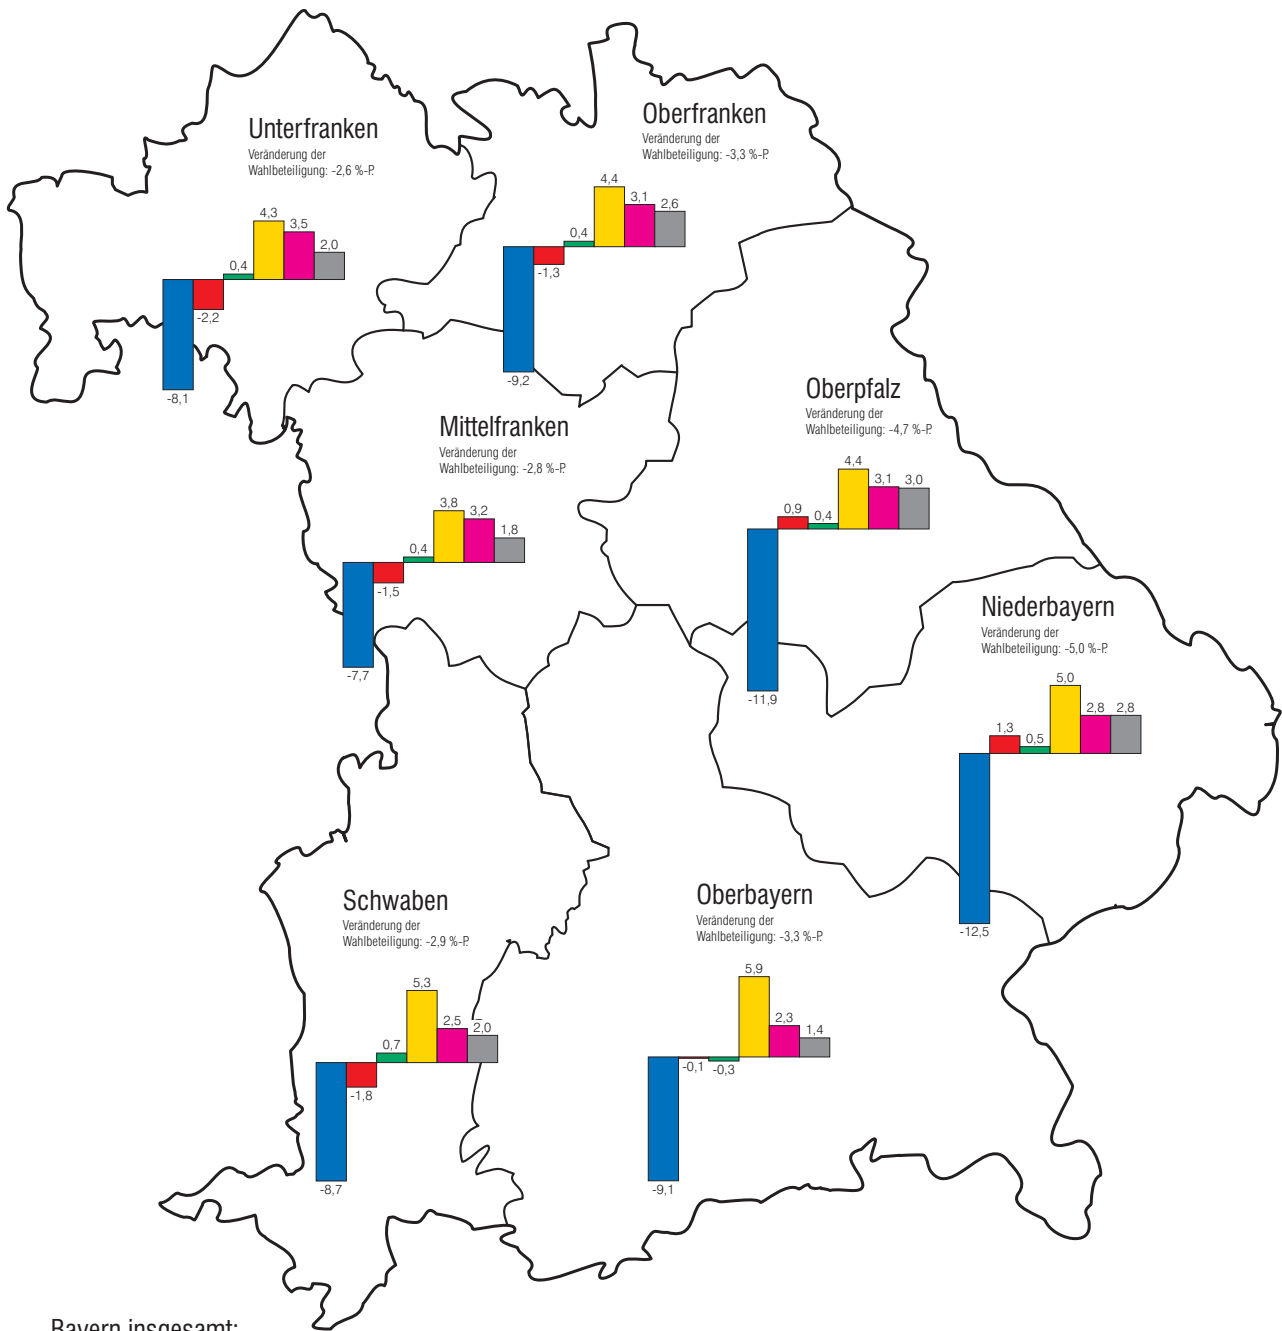 Unterfranken
Veränderung der
Wahlbeteiligung: -2,6 %-P.
4,3
3,5
2,0
0,4
-2,2
-8,1
Oberfranken
Veränderung der
Wahlbeteiligung: -3,3 %-P.
4,4
3,1
2,6
0,4
-1,3
-9,2
Mittelfranken
Veränderung der
Wahlbeteiligung: -2,8 %-P.
3,8
3,2
1,8
0,4
-1,5
-7,7
Oberpfalz
Veränderung der
Wahlbeteiligung: -4,7 %-P.
4,4
3,1
3,0
0,9
0,4
-11,9
Niederbayern
Veränderung der
Wahlbeteiligung: -5,0 %-P.
5,0
2,8
2,8
1,3
0,5
-12,5
Schwaben
Veränderung der
Wahlbeteiligung: -2,9 %-P.
5,3
2,5
2,0
0,7
-1,8
-8,7
Oberbayern
Veränderung der
Wahlbeteiligung: -3,3 %-P.
5,9
2,3
1,4
-0,1
-0,3
-9,1
Bayern insgesamt: